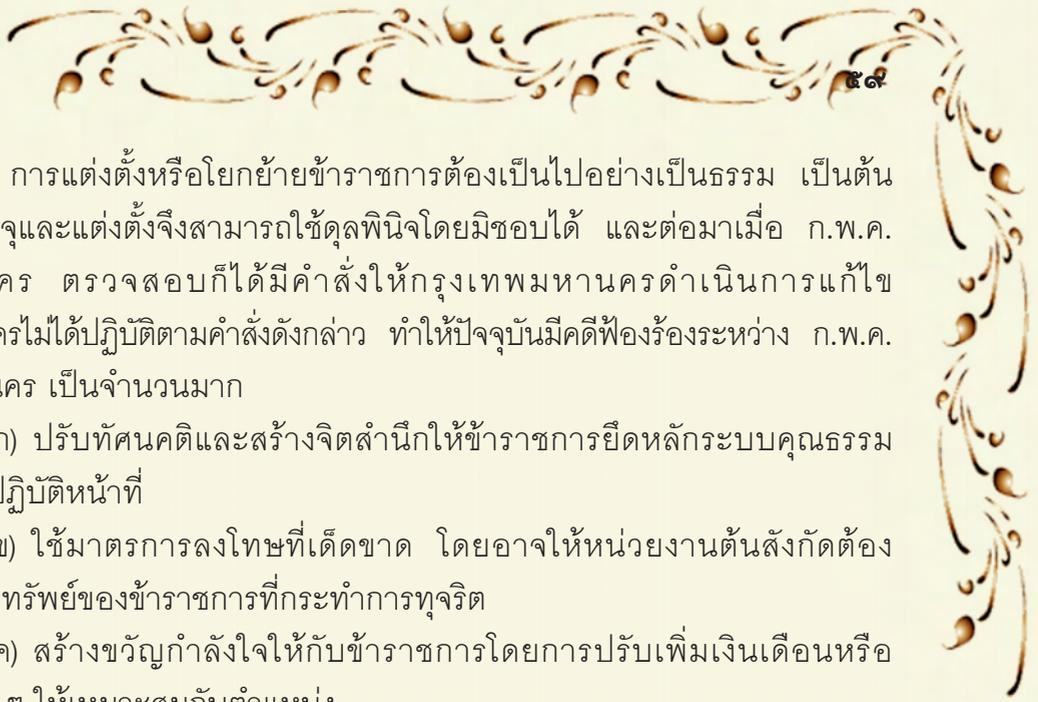 ๕๙
การแต่งตั้งหรือโยกย้ายข้าราชการต้องเป็นไปอย่างเป็นธรรม เป็นต้น
จุและแต่งตั้งจึงสามารถใช้ดุลพินิจโดยมิชอบได้ และต่อมาเมื่อ ก.พ.ค.
คร ตรวจสอบก็ได้มีคำสั่งให้กรุงเทพมหานครดำเนินการแก้ไข
ครไม่ได้ปฏิบัติตามคำสั่งดังกล่าว ทำให้ปัจจุบันมีคดีฟ้องร้องระหว่าง ก.พ.ค.
นคร เป็นจำนวนมาก
ก) ปรับทัศนคติและสร้างจิตสำนึกให้ข้าราชการยึดหลักระบบคุณธรรม
ปฏิบัติหน้าที่
ข) ใช้มาตรการลงโทษที่เด็ดขาด โดยอาจให้หน่วยงานต้นสังกัดต้อง
ทรัพย์ของข้าราชการที่กระทำการทุจริต
ค) สร้างขวัญกำลังใจให้กับข้าราชการโดยการปรับเพิ่มเงินเดือนหรือ
ๆ ให้เหมาะสมกับตำแหน่ง